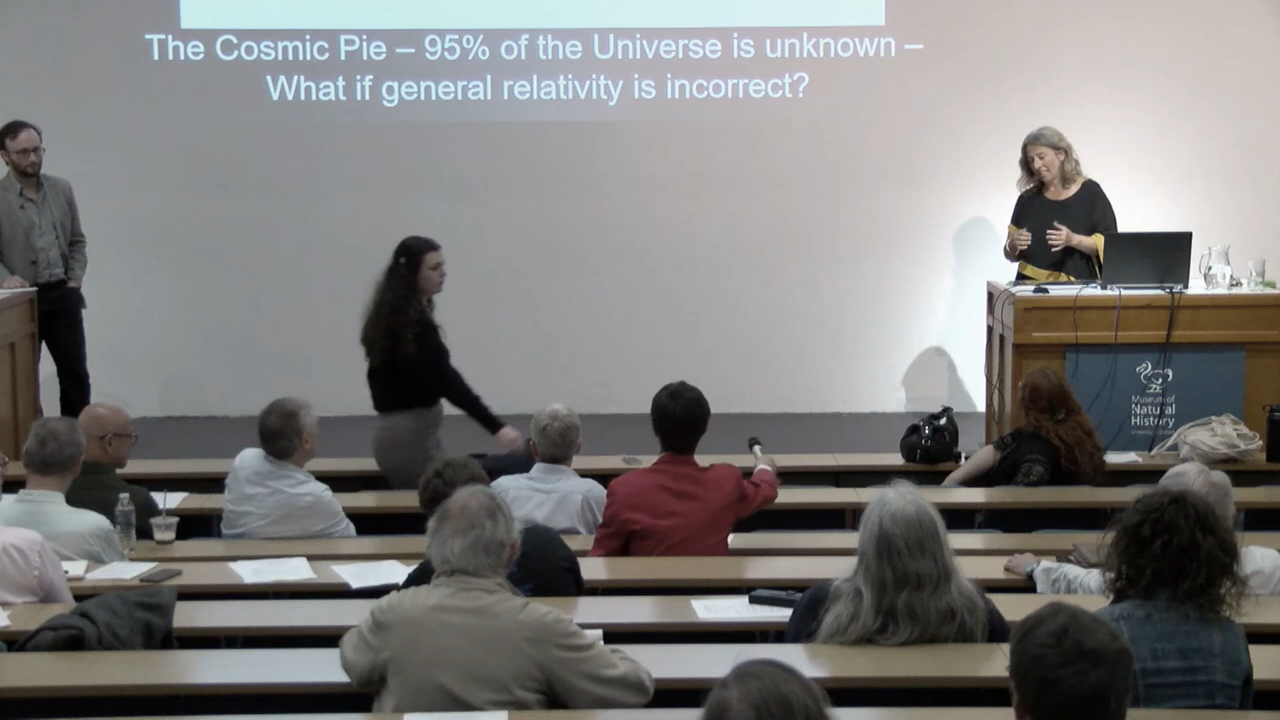 The Cosmic Pie – 95% of the Universe is unknown –
What if general relativity is incorrect?
Museum of
Natural
History